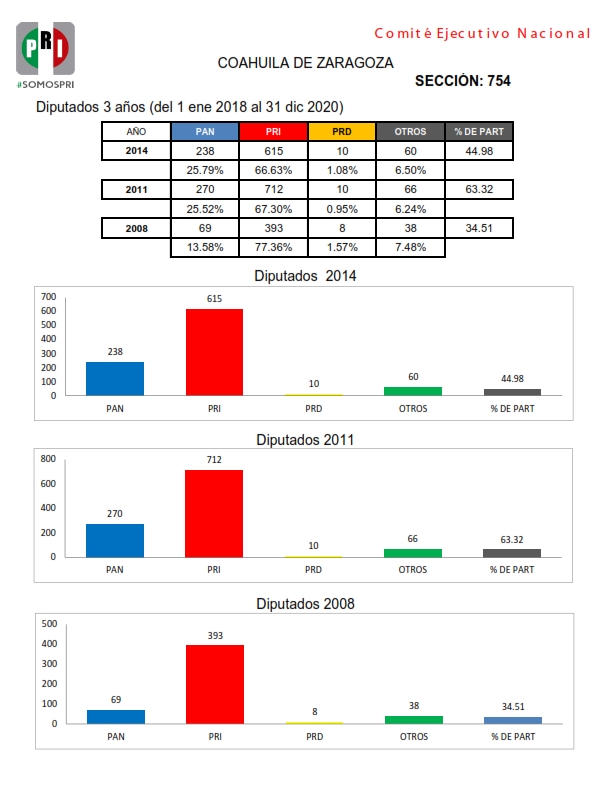 Comité Ejecutivo Nacional
PRI
#SOMOSPRI
COAHUILA DE ZARAGOZA
SECCIÓN: 754
Diputados 3 años (del 1 ene 2018 al 31 dic 2020)
AÑO PAN PRI PRD OTROS % DE PART
2014 238 615 10 60 44.98
25.79% 66.63% 1.08% 6.50%
2011 270 712 10 66 63.32
25.52% 67.30% 0.95% 6.24%
2008 69 393 8 38 34.51
13.58% 77.36% 1.57% 7.48%
Diputados 2014
700
600
500
400
300
200
100
0
238 615 10 60 44.98
PAN PRI PRD OTROS % DE PART
Diputados 2011
800
600
400
200
0
270 712 10 66 63.32
PAN PRI PRD OTROS % DE PART
Diputados 2008
500
400
300
200
100
0
69 393 8 38 34.51
PAN PRI PRD OTROS % DE PART